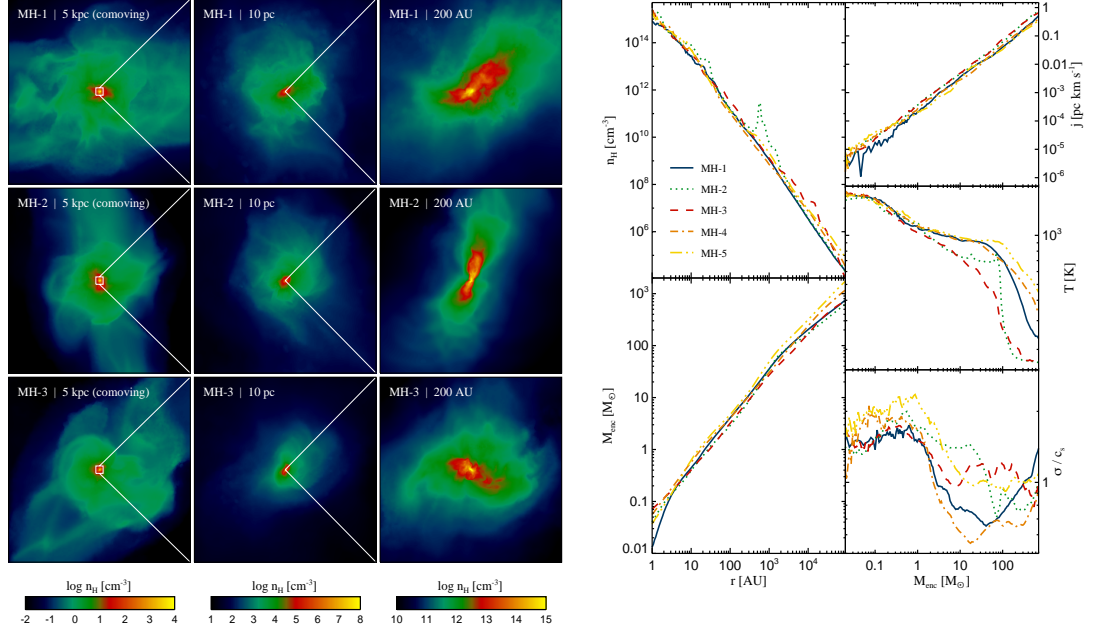 MH-1 | 5 kpc (comoving)
MH-1 | 10 pc
MH-1 | 200 AU
MH-2 | 5 kpc (comoving)
MH-2 | 10 pc
MH-2 | 200 AU
MH-3 | 5 kpc (comoving)
MH-3 | 10 pc
MH-3 | 200 AU
log n_H [cm^-3]
-2 -1 0 1 2 3 4
log n_H [cm^-3]
1 2 3 4 5 6 7 8
log n_H [cm^-3]
10 11 12 13 14 15
n_H [cm^-3]
10^14
10^12
10^10
10^8
10^6
MH-1
MH-2
MH-3
MH-4
MH-5
M_enc [M_⊙]
10^3
100
10
1
0.1
0.01
1 10 100 10^3 10^4
r [AU]
1
0.1
0.01
10^-3
10^-4
10^-5
10^-6
j [pc km s^-1]
10^3
T [K]
1
σ / c_s
0.1 1 10 100
M_enc [M_⊙]